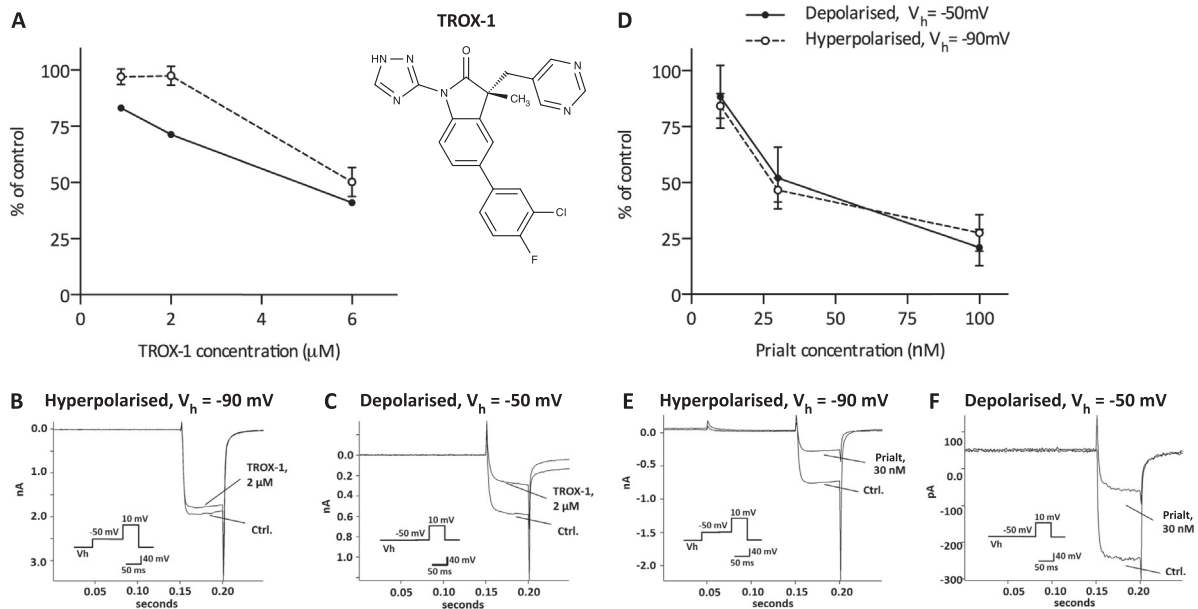 A
TROX-1
% of control
100
75
50
25
0
0
2
4
6
TROX-1 concentration (µM)
HN
N
N
N
O
CH3
N
N
Cl
F
D
Depolarised, Vh= -50mV
Hyperpolarised, Vh= -90mV
% of control
100
75
50
25
0
0
25
50
75
100
Prialt concentration (nM)
B Hyperpolarised, Vh = -90 mV
0.0
1.0
2.0
3.0
nA
TROX-1,
2 µM
Ctrl.
10 mV
-50 mV
Vh
40 mV
50 ms
0.05 0.10 0.15 0.20
seconds
C Depolarised, Vh = -50 mV
0.0
0.2
0.4
0.6
0.8
1.0
nA
TROX-1,
2 µM
Ctrl.
10 mV
-50 mV
40 mV
50 ms
0.05 0.10 0.15 0.20
seconds
E Hyperpolarised, Vh = -90 mV
0.0
-0.5
-1.0
-1.5
-2.0
nA
Prialt,
30 nM
Ctrl.
10 mV
-50 mV
Vh
40 mV
50 ms
0.05 0.10 0.15 0.20
seconds
F Depolarised, Vh = -50 mV
100
0.0
-100
-200
-300
pA
Prialt,
30 nM
Ctrl.
10 mV
-50 mV
40 mV
50 ms
0.05 0.10 0.15 0.20
seconds